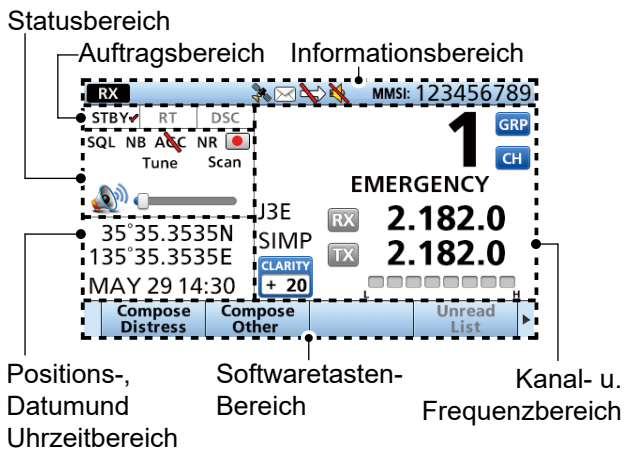 Statusbereich
Auftragsbereich Informationsbereich
RX MMSI: 123456789
STBY RT DSC
SQL NB AGC NR
Tune Scan
1 GRP
CH
EMERGENCY
J3E RX 2.182.0
SIMP TX 2.182.0
CLARITY
+ 20
L H
35°35.3535N
135°35.3535E
MAY 29 14:30
Compose Distress
Compose Other
Unread List
Positions-,
Datumund
Uhrzeitbereich
Softwaretasten-
Bereich
Kanal- u.
Frequenzbereich